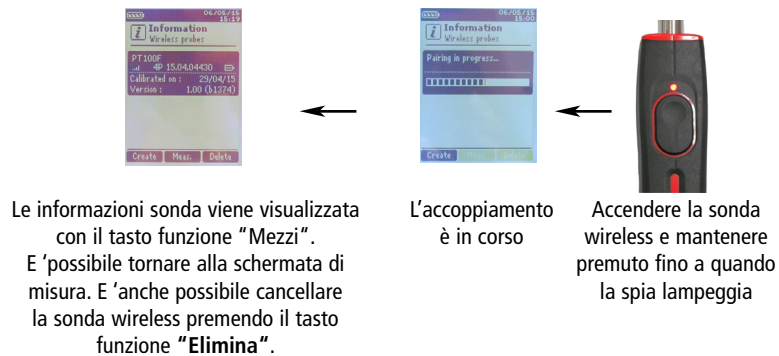 06/05/15
15:19
Information
Wireless probes
PT100F
4P 15.04.04430
Calibrated on : 29/04/15
Version : 1.00 (b1374)
Create Meas. Delete
06/05/15
15:00
Information
Wireless probes
Pairing in progress...
Create Meas. Delete
Le informazioni sonda viene visualizzata
con il tasto funzione “Mezzi“.
E ‘possibile tornare alla schermata di
misura. E ‘anche possibile cancellare
la sonda wireless premendo il tasto
funzione “Elimina“.
L’accoppiamento
è in corso
Accendere la sonda
wireless e mantenere
premuto fino a quando
la spia lampeggia